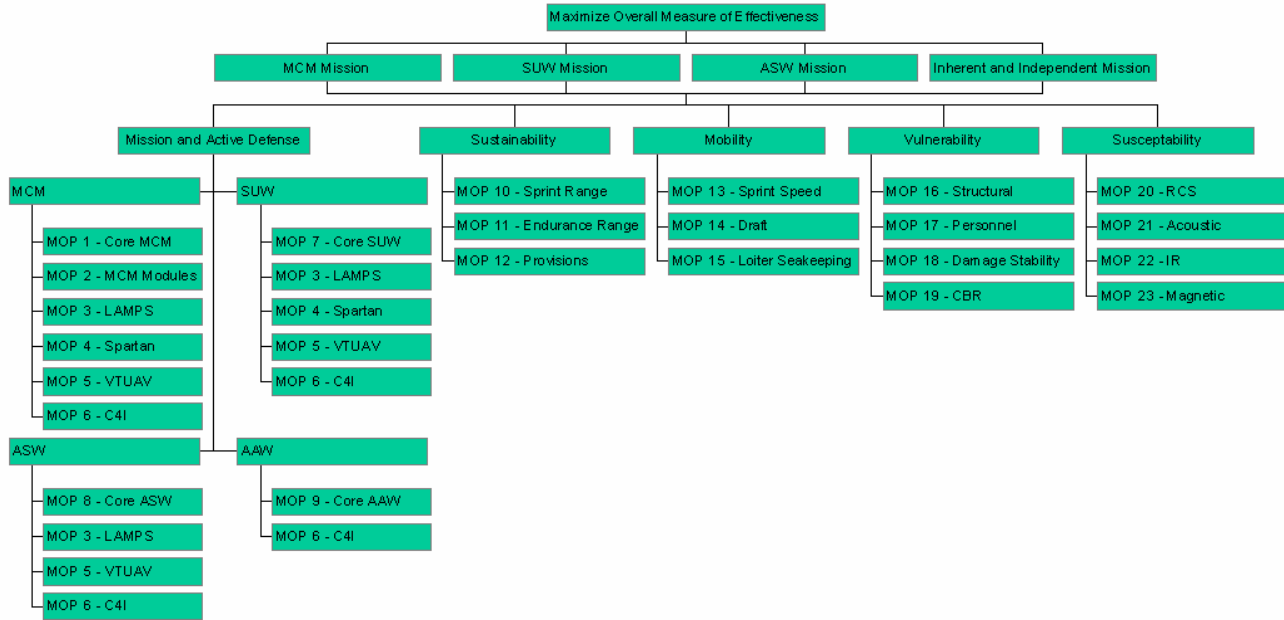 Maximize Overall Measure of Effectiveness
MCM Mission
SUW Mission
ASW Mission
Inherent and Independent Mission
Mission and Active Defense
Sustainability
Mobility
Vulnerability
Susceptability
MCM
MOP 1 - Core MCM
MOP 2 - MCM Modules
MOP 3 - LAMPS
MOP 4 - Spartan
MOP 5 - VTUAV
MOP 6 - C4I
SUW
MOP 7 - Core SUW
MOP 3 - LAMPS
MOP 4 - Spartan
MOP 5 - VTUAV
MOP 6 - C4I
ASW
MOP 8 - Core ASW
MOP 3 - LAMPS
MOP 5 - VTUAV
MOP 6 - C4I
AAW
MOP 9 - Core AAW
MOP 6 - C4I
MOP 10 - Sprint Range
MOP 11 - Endurance Range
MOP 12 - Provisions
MOP 13 - Sprint Speed
MOP 14 - Draft
MOP 15 - Loiter Seakeeping
MOP 16 - Structural
MOP 17 - Personnel
MOP 18 - Damage Stability
MOP 19 - CBR
MOP 20 - RCS
MOP 21 - Acoustic
MOP 22 - IR
MOP 23 - Magnetic